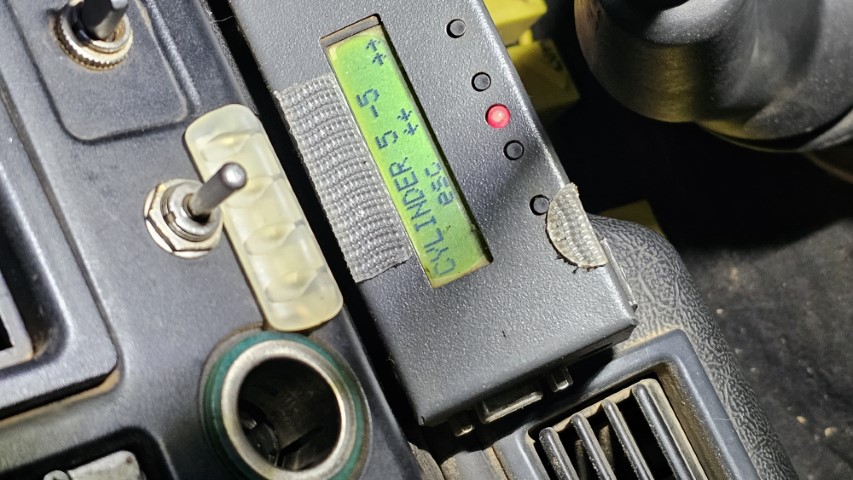 CYLINDER 5 -5
esc ++ ++